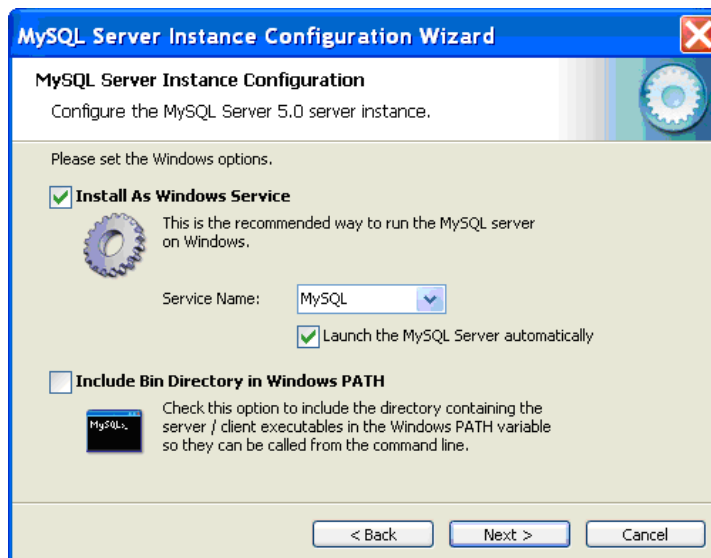 MySQL Server Instance Configuration Wizard
MySQL Server Instance Configuration
Configure the MySQL Server 5.0 server instance.
Please set the Windows options.
Install As Windows Service
This is the recommended way to run the MySQL server
on Windows.
Service Name:
MySQL
Launch the MySQL Server automatically
Include Bin Directory in Windows PATH
MySQL>_
Check this option to include the directory containing the
server / client executables in the Windows PATH variable
so they can be called from the command line.
< Back
Next >
Cancel